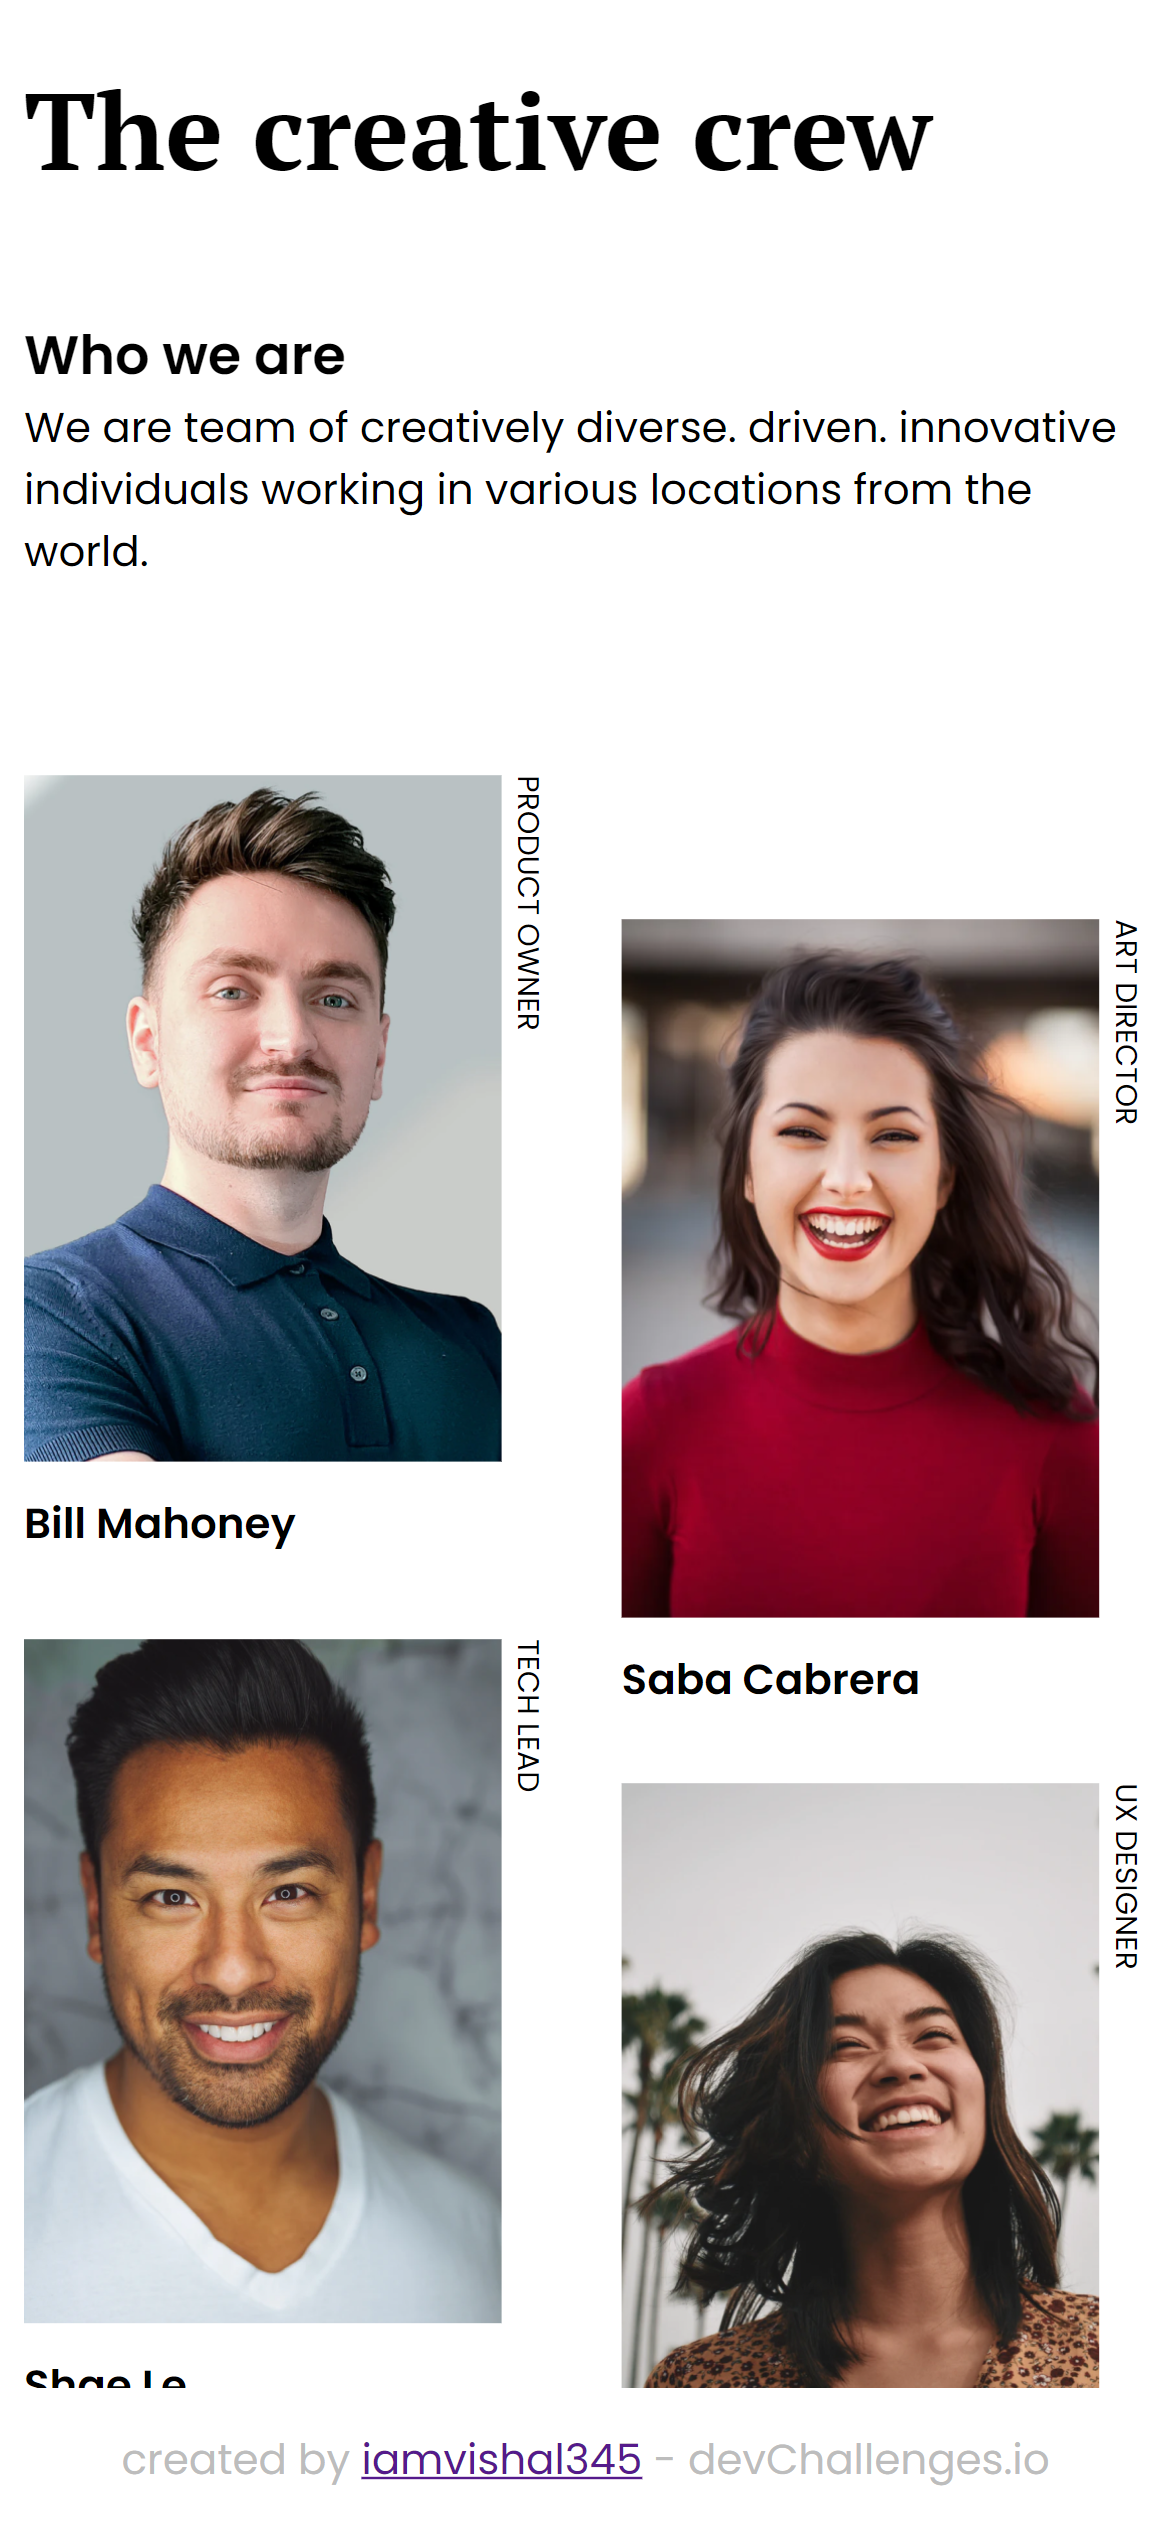 The creative crew
Who we are
We are team of creatively diverse. driven. innovative
individuals working in various locations from the
world.
PRODUCT OWNER
Bill Mahoney
ART DIRECTOR
Saba Cabrera
TECH LEAD
Shae Le
UX DESIGNER
created by iamvishal345 - devChallenges.io